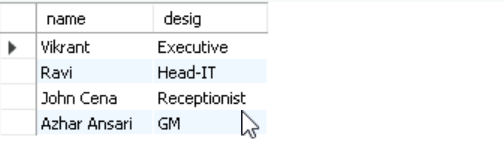 name desig
Vikrant Executive
Ravi Head-IT
John Cena Receptionist
Azhar Ansari GM